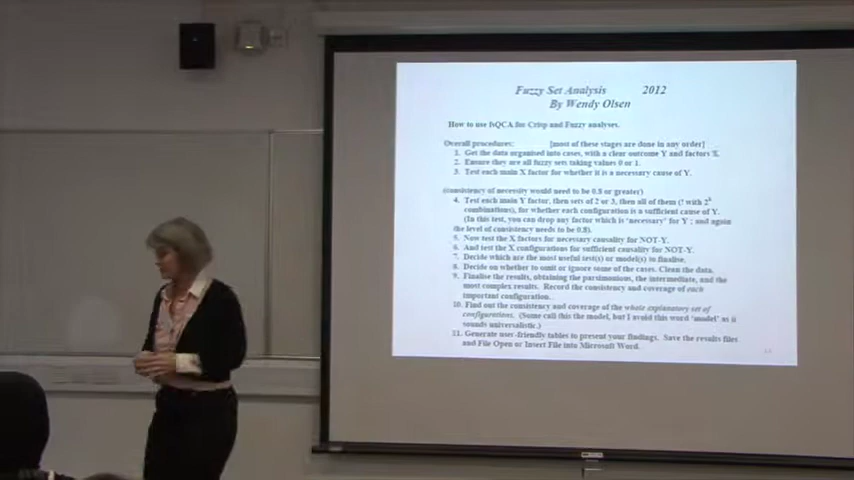 Fuzzy Set Analysis 2012
By Wendy Olsen
How to use fsQCA for Crisp and Fuzzy analyses.
Overall procedures: [most of these stages are done in any order]
1. Get the data organised into cases, with a clear outcome Y and factors X.
2. Ensure they are all fuzzy sets taking values 0 or 1.
3. Test each main X factor for whether it is a necessary cause of Y.
(consistency of necessity would need to be 0.8 or greater)
4. Test each main Y factor, then sets of 2 or 3, then all of them (! with 2^k
combinations), for whether each configuration is a sufficient cause of Y.
(In this test, you can drop any factor which is 'necessary' for Y ; and again
the level of consistency needs to be 0.8).
5. Now test the X factors for necessary causality for NOT-Y.
6. And test the X configurations for sufficient causality for NOT-Y.
7. Decide which are the most useful test(s) or model(s) to finalise.
8. Decide on whether to omit or ignore some of the cases. Clean the data.
9. Finalise the results, obtaining the parsimonious, the intermediate, and the
most complex results. Record the consistency and coverage of each
important configuration.
10. Find out the consistency and coverage of the whole explanatory set of
configurations. (Some call this the model, but I avoid this word 'model' as it
sounds universalistic.)
11. Generate user-friendly tables to present your findings. Save the results files
and File Open or Insert File into Microsoft Word.